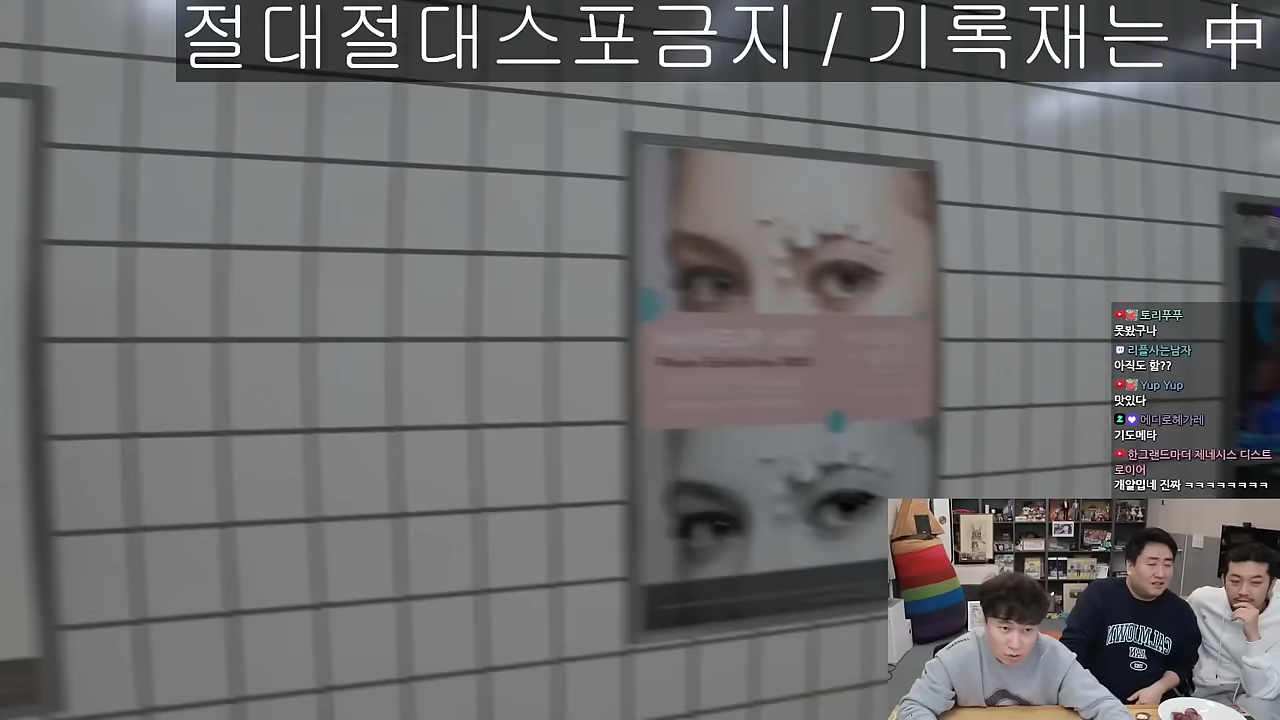 절대절대스포금지 / 기록재는 中
토리푸푸
못봤구나
리플사는남자
아직도 함??
Yup Yup
맛있다
에디로헤가레
기도메타
한그랜드마더 제네시스 디스트
로이어
개얄밉네 진짜 ㅋㅋㅋㅋㅋㅋㅋㅋ